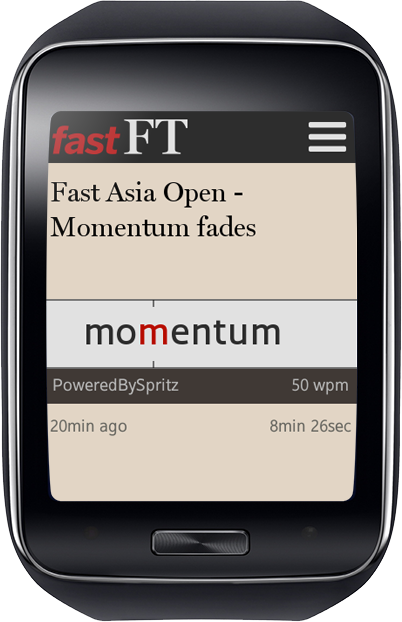 fastFT
Fast Asia Open -
Momentum fades
momentum
PoweredBySpritz 50 wpm
20min ago 8min 26sec